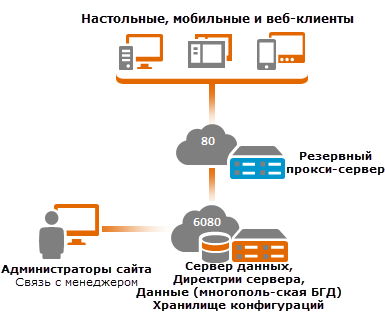 Настольные, мобильные и веб-клиенты
80
Резервный
прокси-сервер
6080
Администраторы сайта
Связь с менеджером
Сервер данных,
Директрии сервера,
Данные (многополь-ская БГД)
Хранилище конфигураций